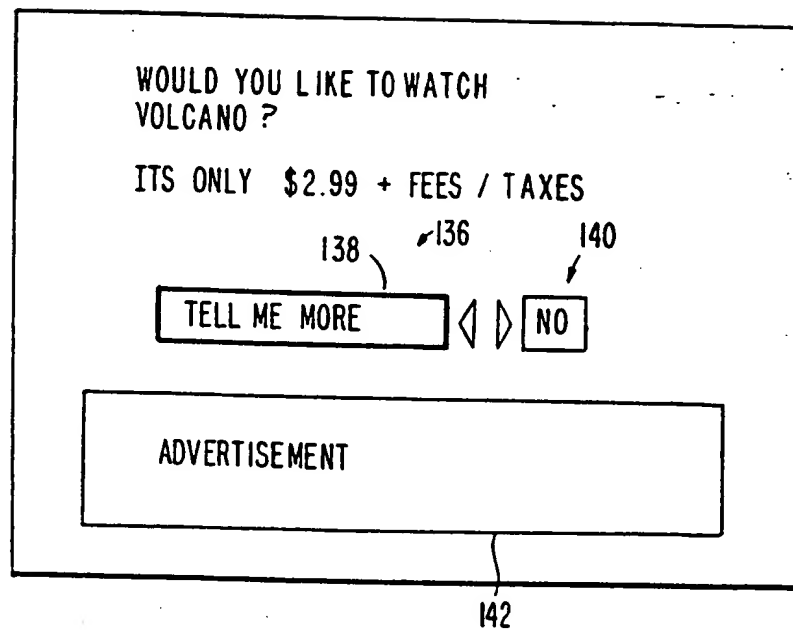 WOULD YOU LIKE TO WATCH
VOLCANO ?
ITS ONLY $2.99 + FEES / TAXES
138 136 140
TELL ME MORE NO
ADVERTISEMENT
142